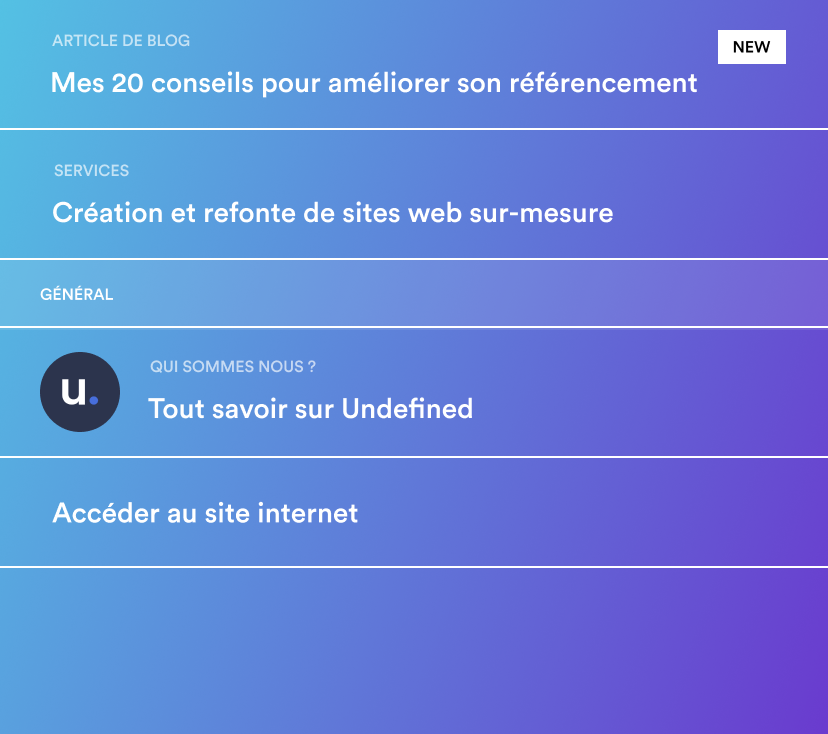 ARTICLE DE BLOG
NEW
Mes 20 conseils pour améliorer son référencement
SERVICES
Création et refonte de sites web sur-mesure
GÉNÉRAL
u.
QUI SOMMES NOUS ?
Tout savoir sur Undefined
Accéder au site internet